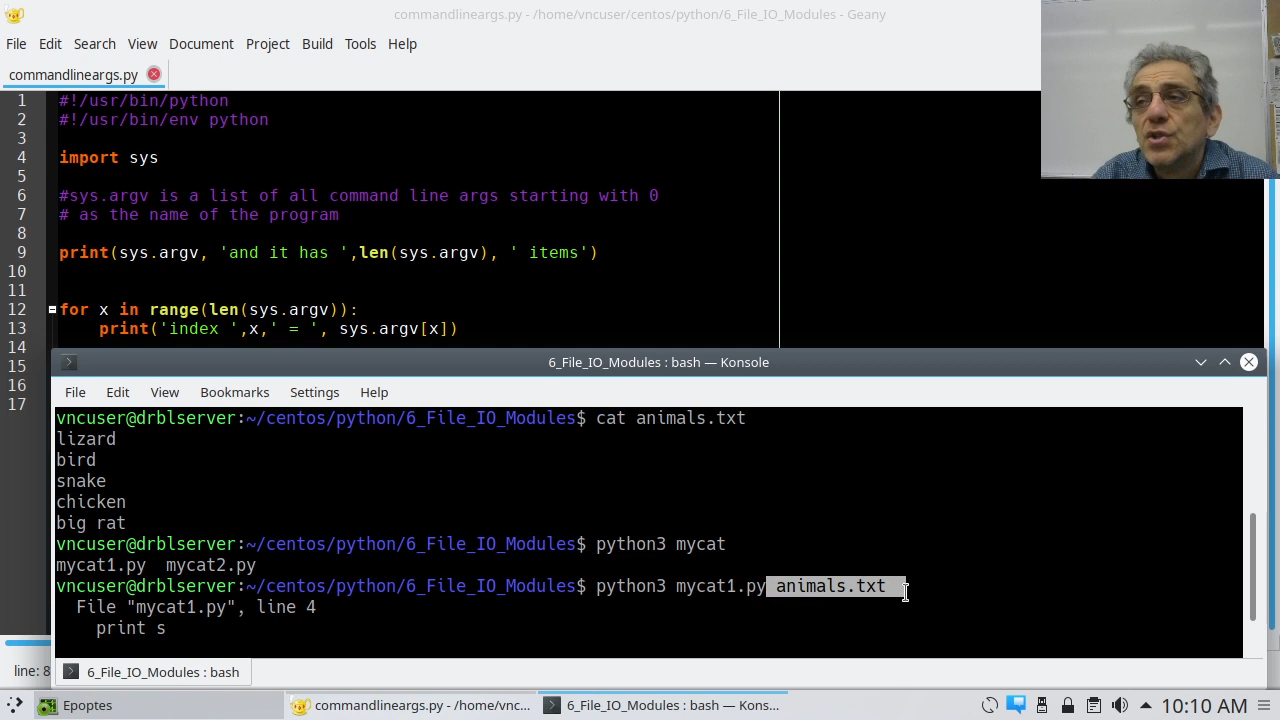 commandlineargs.py - /home/vncuser/centos/python/6_File_IO_Modules - Geany
File Edit Search View Document Project Build Tools Help
commandlineargs.py
1 #!/usr/bin/python
2 #!/usr/bin/env python
3
4 import sys
5
6 #sys.argv is a list of all command line args starting with 0
7 # as the name of the program
8
9 print(sys.argv, 'and it has ',len(sys.argv), ' items')
10
11
12 for x in range(len(sys.argv)):
13 print('index ',x,' = ', sys.argv[x])
14
15
16
17
6_File_IO_Modules : bash — Konsole
File Edit View Bookmarks Settings Help
vncuser@drblserver:~/centos/python/6_File_IO_Modules$ cat animals.txt
lizard
bird
snake
chicken
big rat
vncuser@drblserver:~/centos/python/6_File_IO_Modules$ python3 mycat
mycat1.py mycat2.py
vncuser@drblserver:~/centos/python/6_File_IO_Modules$ python3 mycat1.py animals.txt
File "mycat1.py", line 4
print s
line: 8
6_File_IO_Modules : bash
Epoptes
commandlineargs.py - /home/vnc...
6_File_IO_Modules : bash — Kons...
10:10 AM